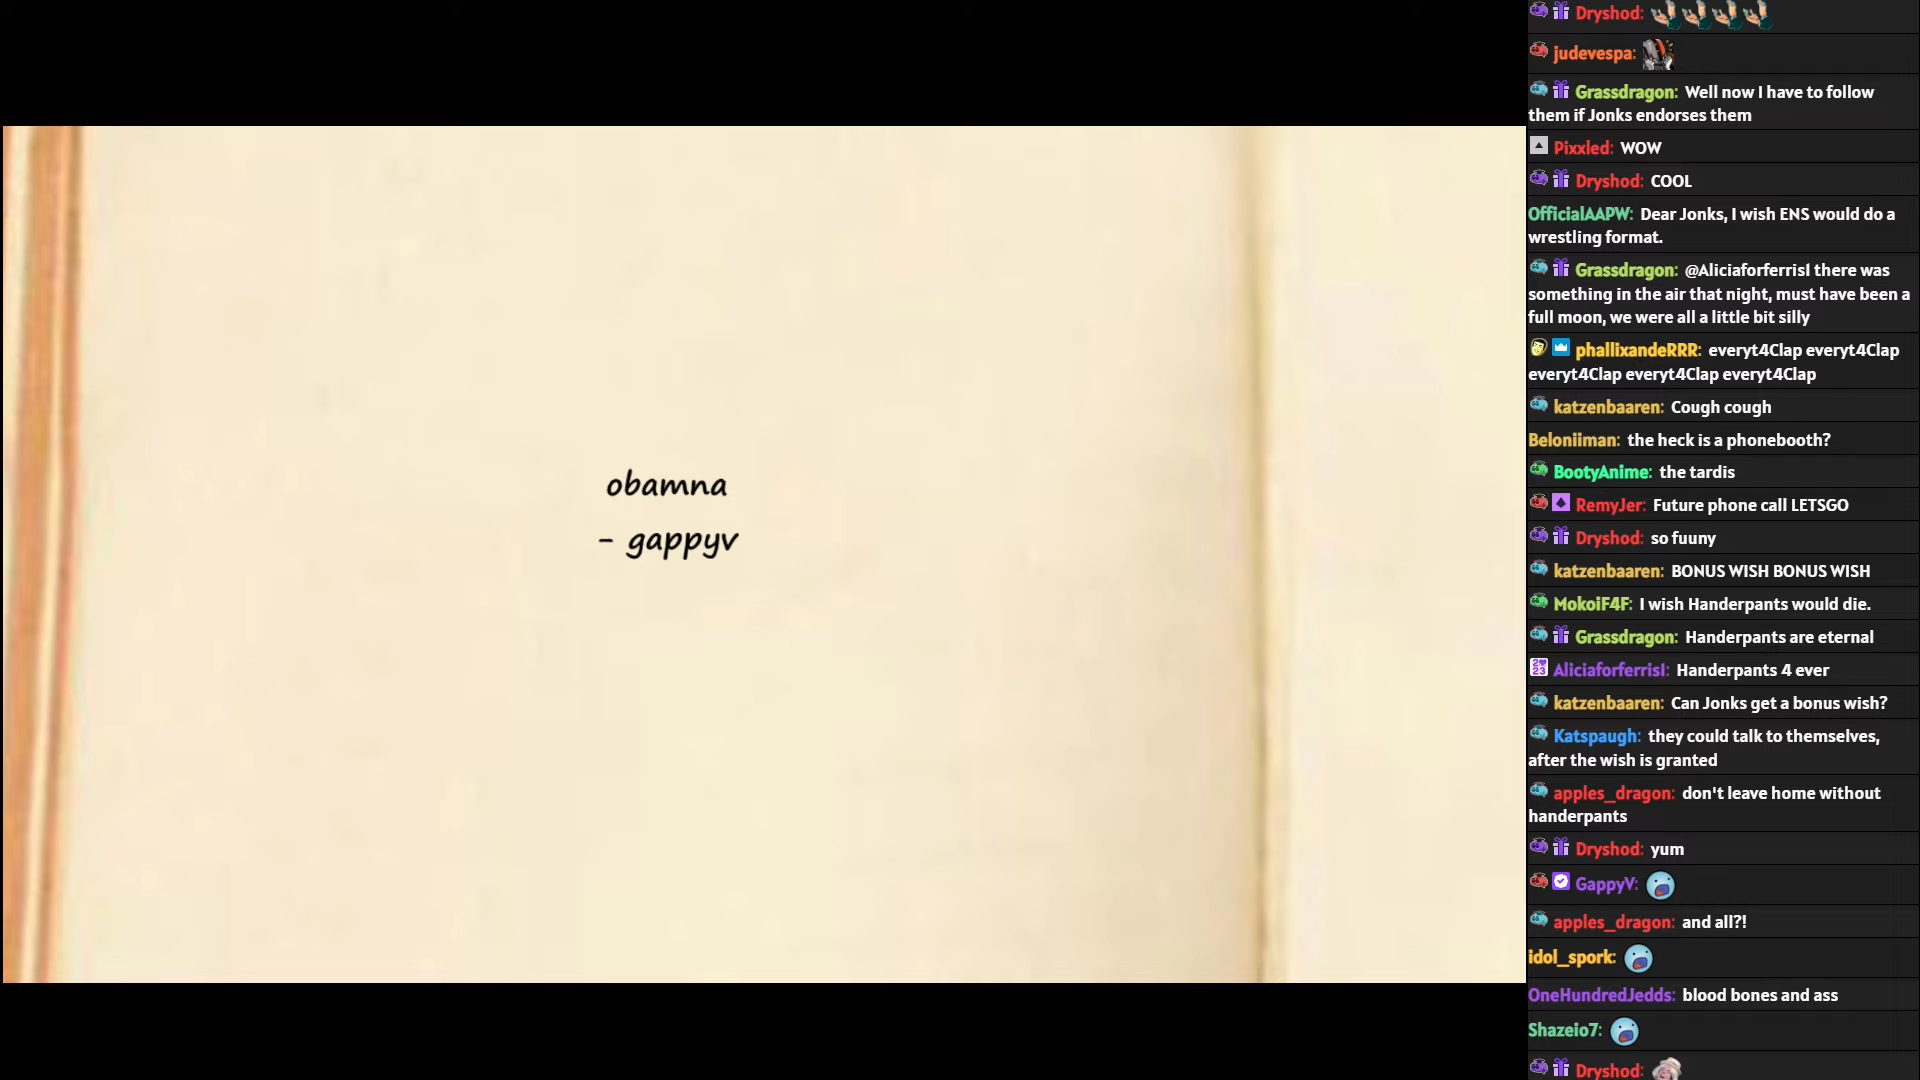 obamna
- gappyv
Dryshod:
judevespa:
Grassdragon: Well now I have to follow
them if Jonks endorses them
Pixxled: WOW
Dryshod: COOL
OfficialAAPW: Dear Jonks, I wish ENS would do a
wrestling format.
Grassdragon: @Aliciaforferris1 there was
something in the air that night, must have been a
full moon, we were all a little bit silly
phallixandeRRR: everyt4Clap everyt4Clap
everyt4Clap everyt4Clap everyt4Clap
katzenbaaren: Cough cough
Beloniiman: the heck is a phonebooth?
BootyAnime: the tardis
RemyJer: Future phone call LETSGO
Dryshod: so fuuny
katzenbaaren: BONUS WISH BONUS WISH
MokoiF4F: I wish Handerpants would die.
Grassdragon: Handerpants are eternal
Aliciaforferris1: Handerpants 4 ever
katzenbaaren: Can Jonks get a bonus wish?
Katspaugh: they could talk to themselves,
after the wish is granted
apples_dragon: don't leave home without
handerpants
Dryshod: yum
GappyV:
apples_dragon: and all?!
idol_spork:
OneHundredJedds: blood bones and ass
Shazeio7:
Dryshod: